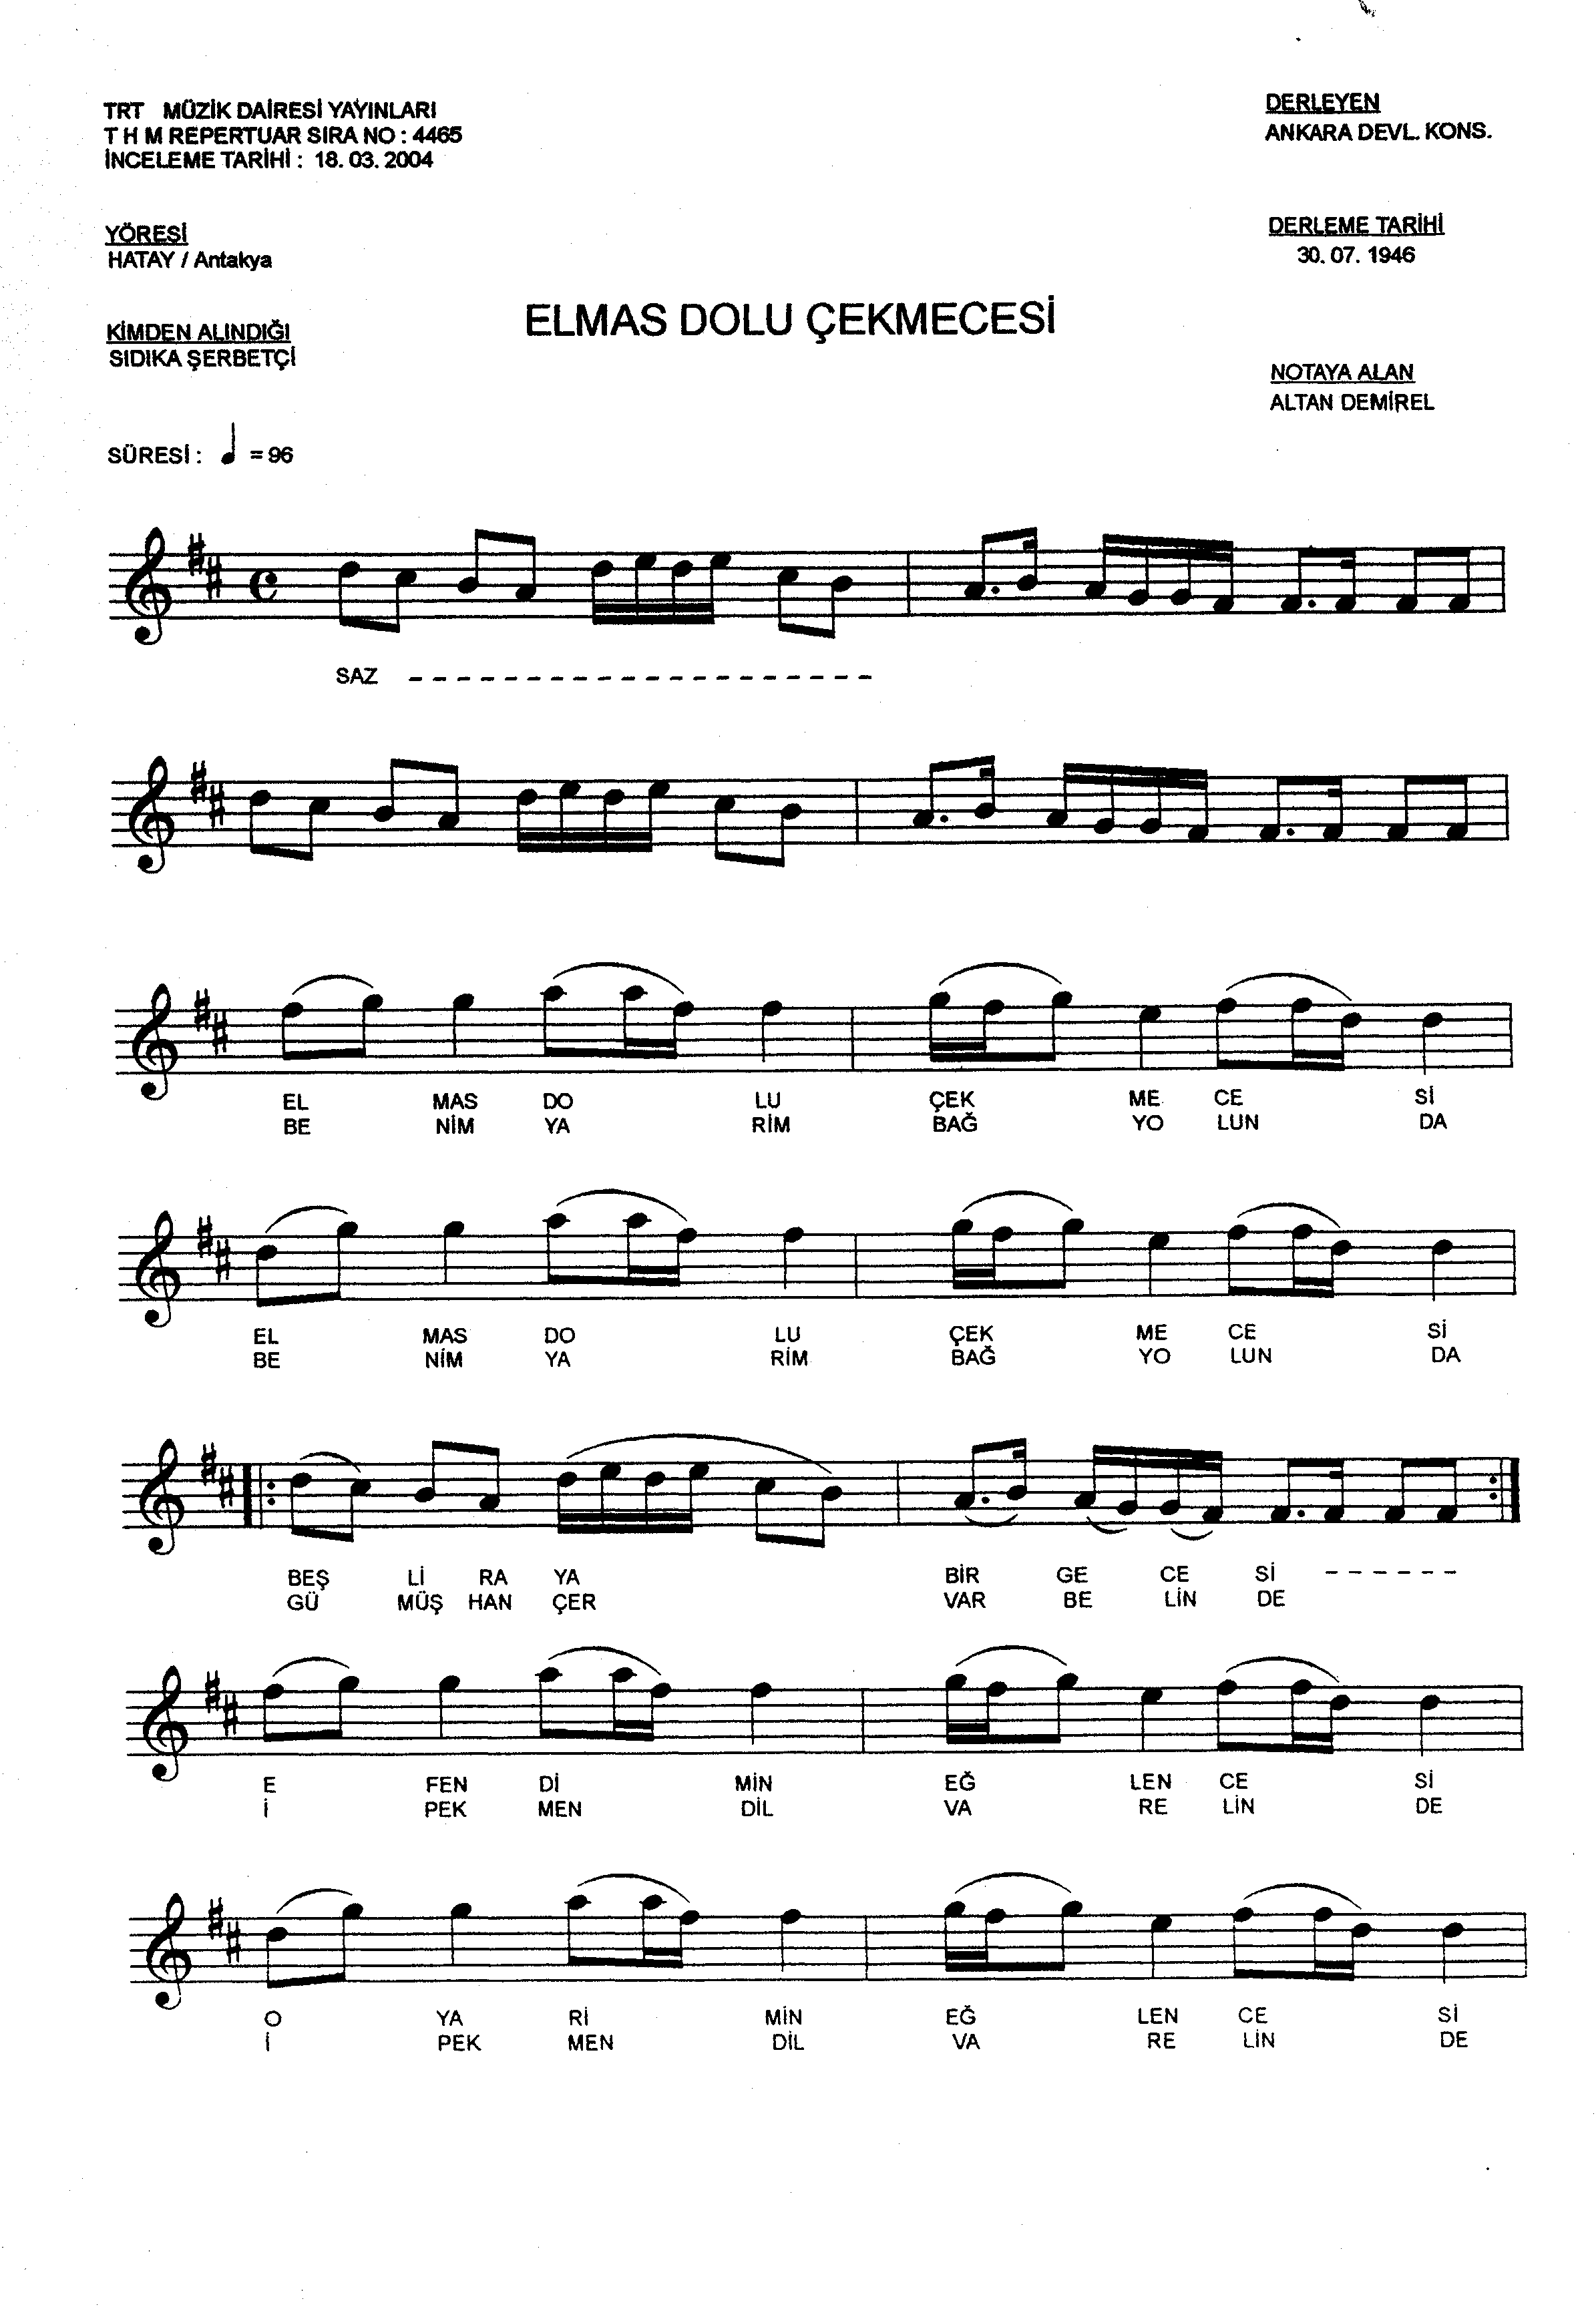 TRT MÜZİK DAİRESİ YAYINLARI
T H M REPERTUAR SIRA NO : 4465
İNCELEME TARİHİ : 18. 03. 2004
DERLEYEN
ANKARA DEVL. KONS.
YÖRESİ
HATAY / Antakya
DERLEME TARİHİ
30. 07. 1946
ELMAS DOLU ÇEKMECESİ
KİMDEN ALINDIĞI
SIDIKA ŞERBETÇİ
NOTAYA ALAN
ALTAN DEMİREL
SÜRESİ : = 96
SAZ - - - - - - - - - - - - - - - - - - - -
EL MAS DO LU ÇEK ME CE Sİ
BE NİM YA RİM BAĞ YO LUN DA
EL MAS DO LU ÇEK ME CE Sİ
BE NİM YA RİM BAĞ YO LUN DA
BEŞ Lİ RA YA BİR GE CE Sİ - - - - - -
GÜ MÜŞ HAN ÇER VAR BE LİN DE
E FEN Dİ MİN EĞ LEN CE Sİ
İ PEK MEN DİL VA RE LİN DE
O YA Rİ MİN EĞ LEN CE Sİ
İ PEK MEN DİL VA RE LİN DE